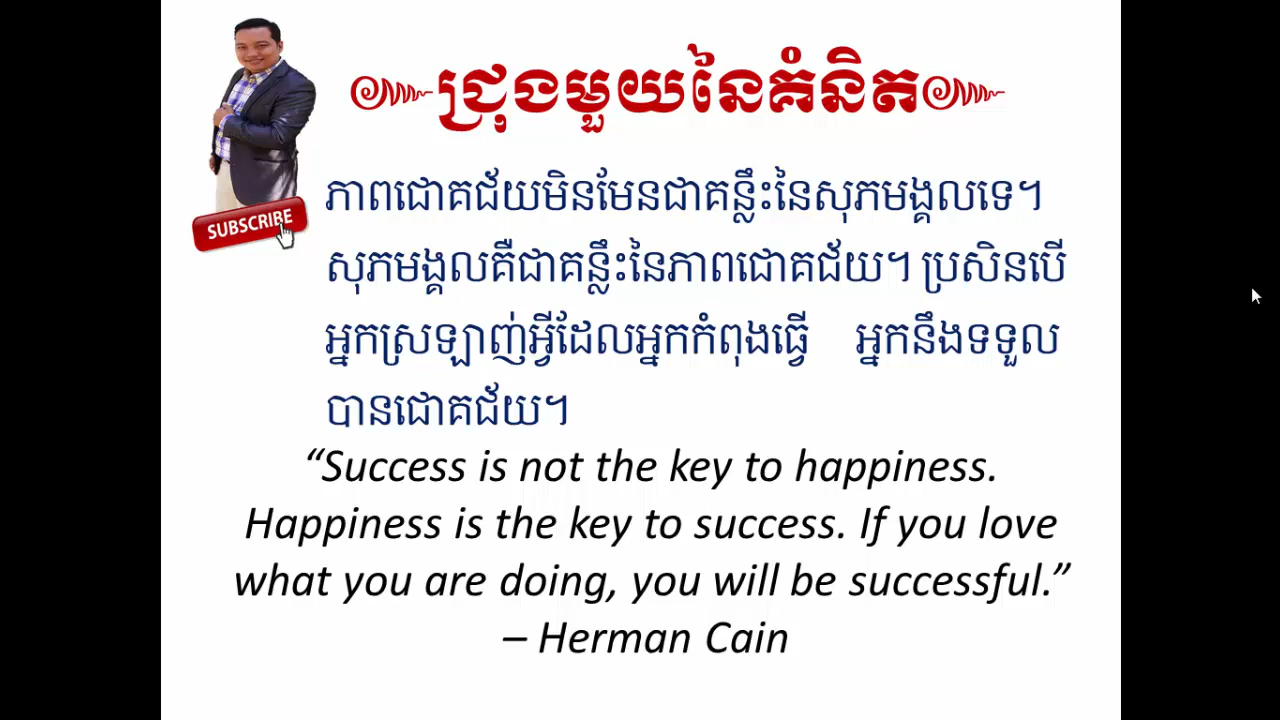 ជ្រុងមួយនៃគំនិត
SUBSCRIBE
ភាពជោគជ័យមិនមែនជាគន្លឹះនៃសុភមង្គលទេ។
សុភមង្គលគឺជាគន្លឹះនៃភាពជោគជ័យ។ ប្រសិនបើ
អ្នកស្រឡាញ់អ្វីដែលអ្នកកំពុងធ្វើ អ្នកនឹងទទួល
បានជោគជ័យ។
“Success is not the key to happiness.
Happiness is the key to success. If you love
what you are doing, you will be successful.”
– Herman Cain